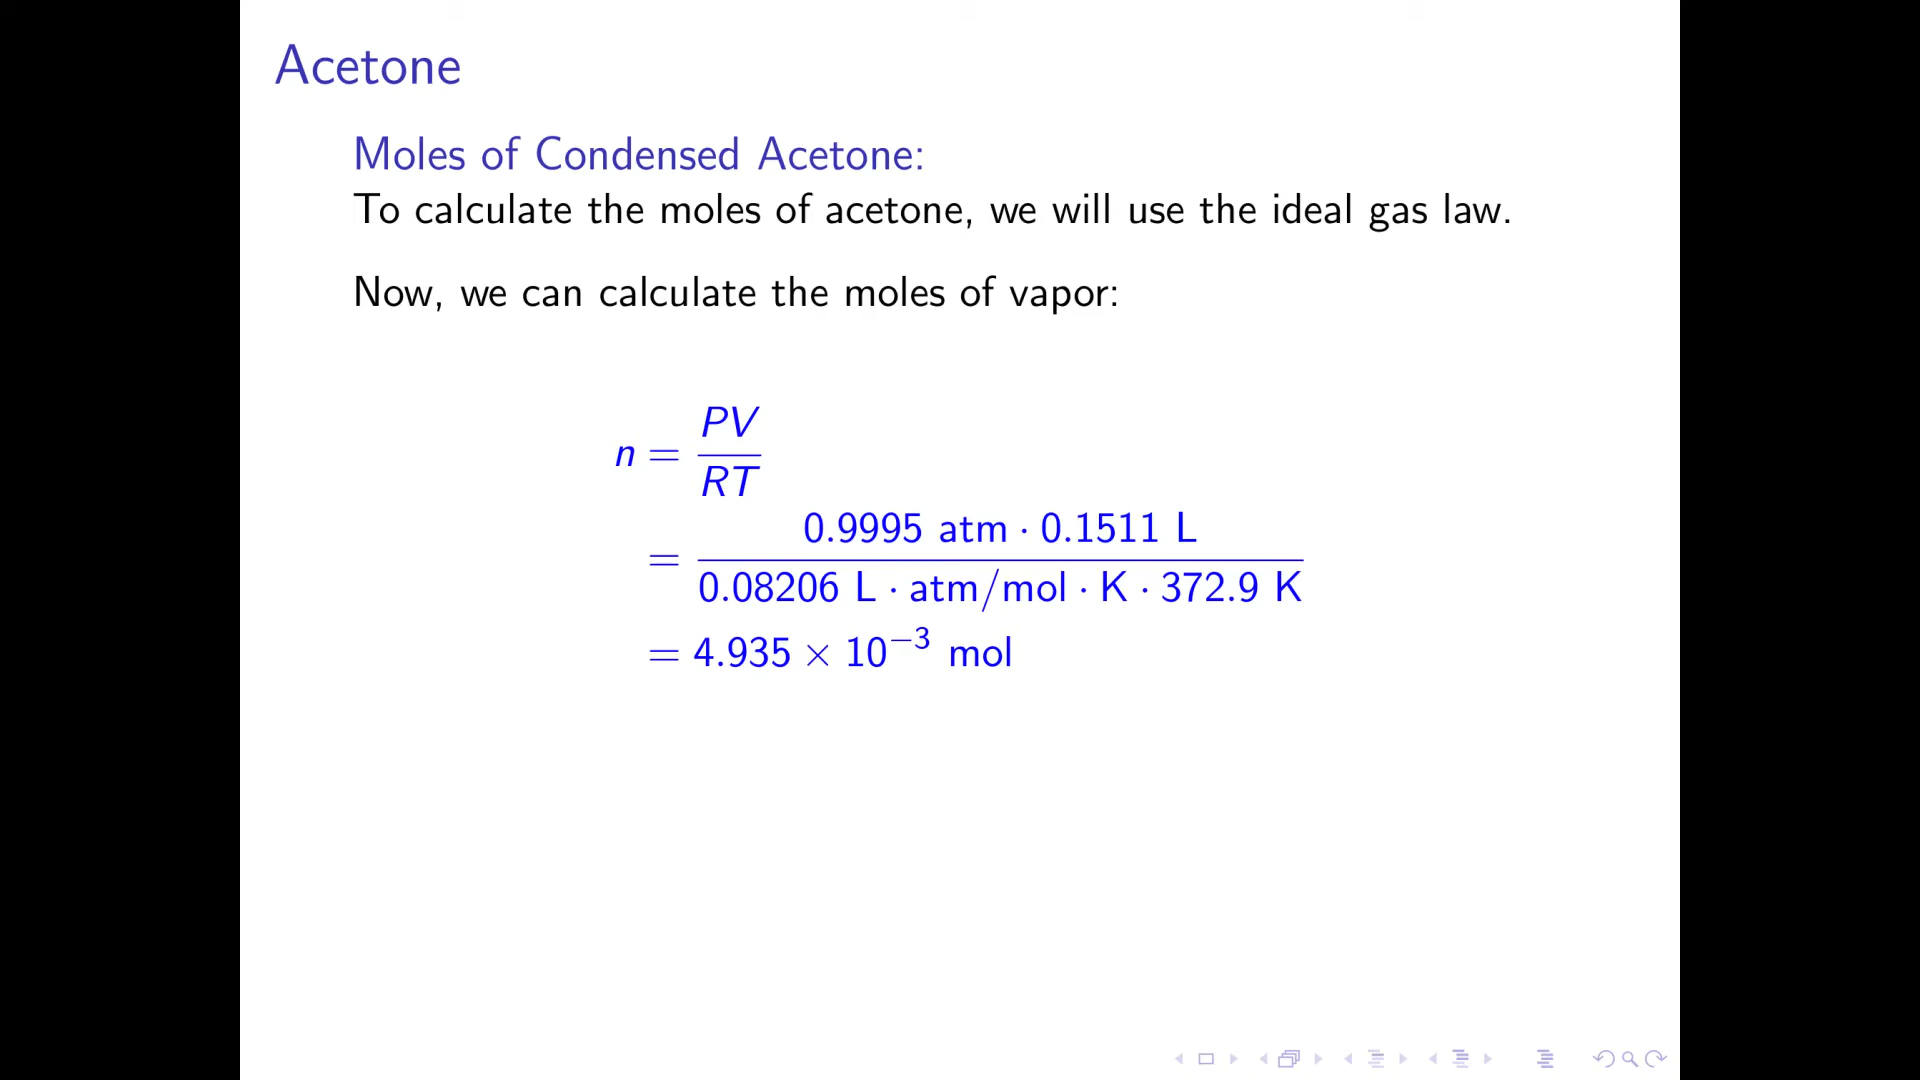 Acetone
Moles of Condensed Acetone:
To calculate the moles of acetone, we will use the ideal gas law.
Now, we can calculate the moles of vapor:
n = PV / RT
= 0.9995 atm · 0.1511 L / 0.08206 L · atm/mol · K · 372.9 K
= 4.935 × 10⁻³ mol